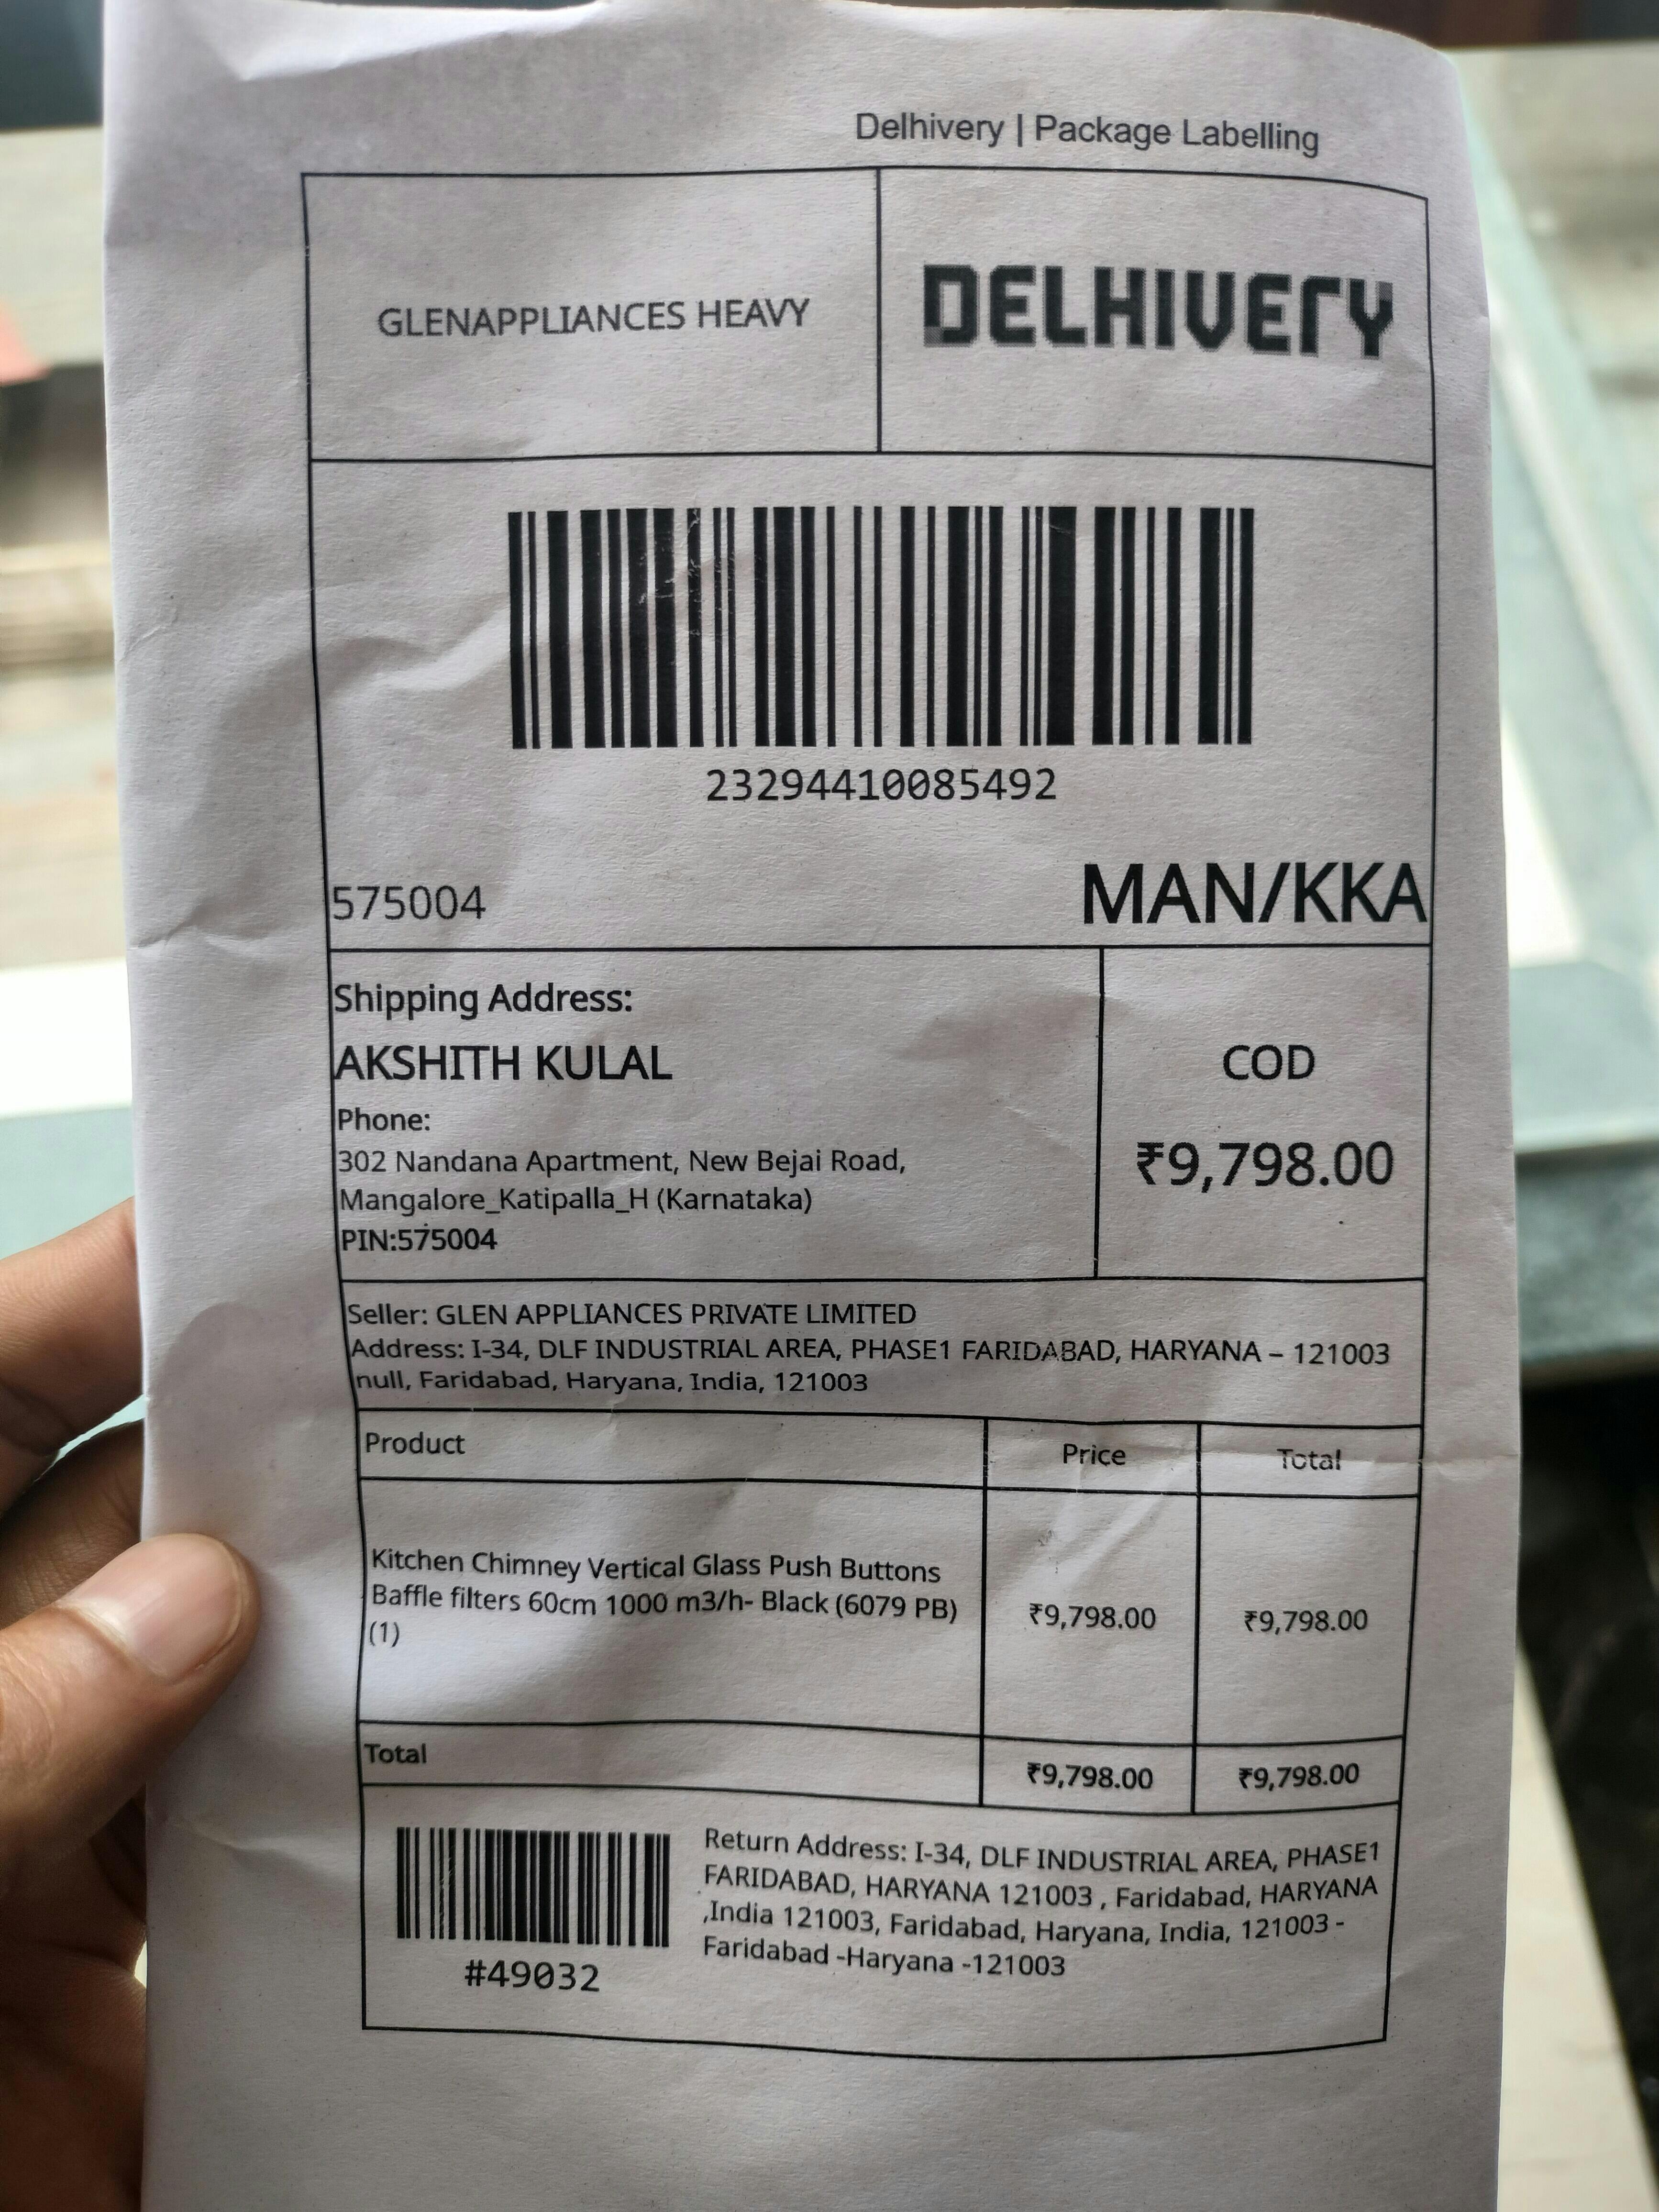 Delhivery | Package Labelling
GLENAPPLIANCES HEAVY
DELHIVERY
23294410085492
575004
MAN/KKA
Shipping Address:
AKSHITH KULAL
Phone:
302 Nandana Apartment, New Bejai Road,
Mangalore_Katipalla_H (Karnataka)
PIN:575004
COD
₹9,798.00
Seller: GLEN APPLIANCES PRIVATE LIMITED
Address: I-34, DLF INDUSTRIAL AREA, PHASE1 FARIDABAD, HARYANA – 121003
null, Faridabad, Haryana, India, 121003
Product Price Total
Kitchen Chimney Vertical Glass Push Buttons
Baffle filters 60cm 1000 m3/h- Black (6079 PB)
(1)
₹9,798.00 ₹9,798.00
Total ₹9,798.00 ₹9,798.00
#49032
Return Address: I-34, DLF INDUSTRIAL AREA, PHASE1
FARIDABAD, HARYANA 121003 , Faridabad, HARYANA
,India 121003, Faridabad, Haryana, India, 121003 -
Faridabad -Haryana -121003